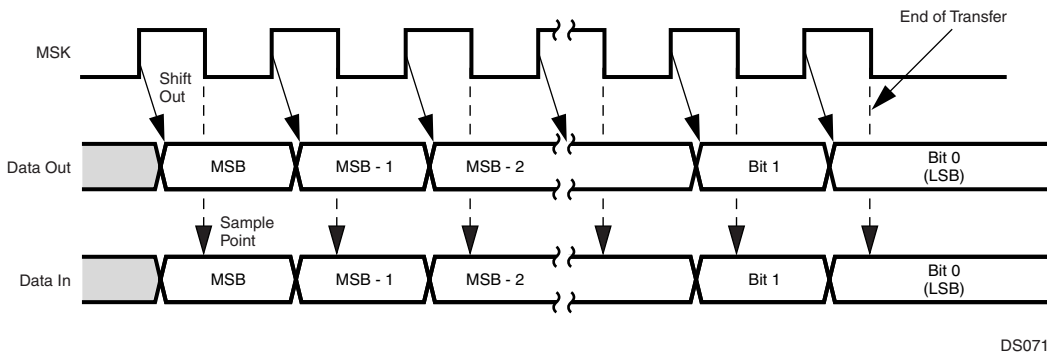 End of Transfer
MSK
Shift
Out
Data Out
MSB
MSB - 1
MSB - 2
Bit 1
Bit 0
(LSB)
Sample
Point
Data In
MSB
MSB - 1
MSB - 2
Bit 1
Bit 0
(LSB)
DS071